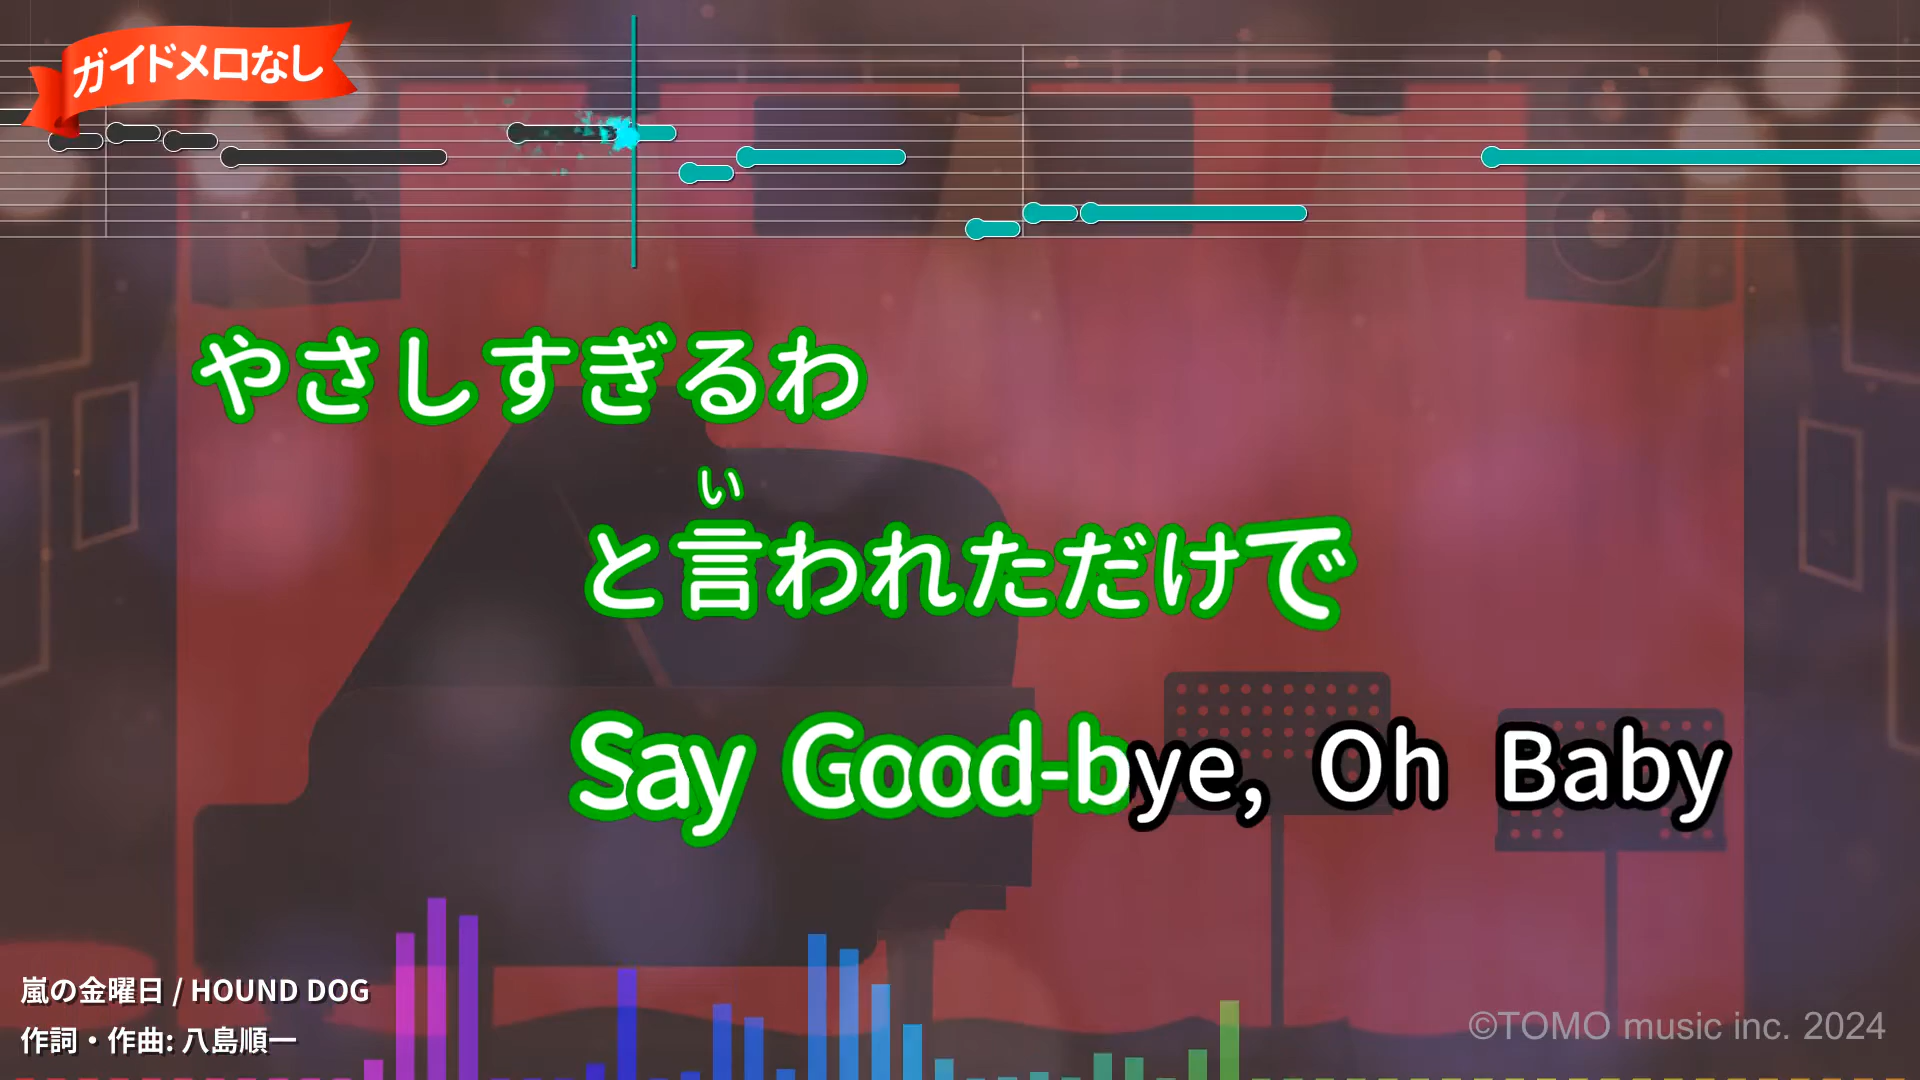 ガイドメロなし
やさしすぎるわ
い
と言われただけで
Say Good-bye, Oh Baby
嵐の金曜日 / HOUND DOG
作詞・作曲: 八島順一
©TOMO music inc. 2024